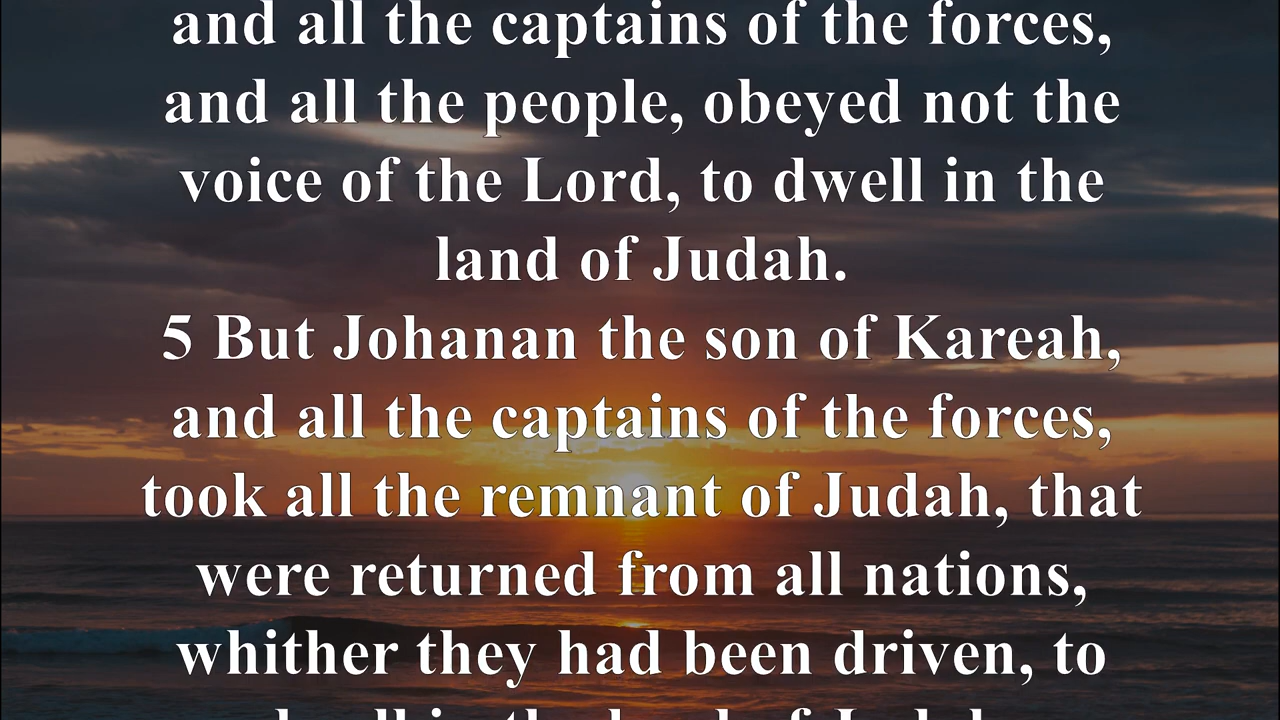 and all the captains of the forces,
and all the people, obeyed not the
voice of the Lord, to dwell in the
land of Judah.
5 But Johanan the son of Kareah,
and all the captains of the forces,
took all the remnant of Judah, that
were returned from all nations,
whither they had been driven, to